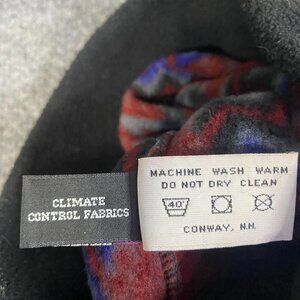 CLIMATE
CONTROL FABRICS
MACHINE WASH WARM
DO NOT DRY CLEAN
40°
CONWAY, N.H.